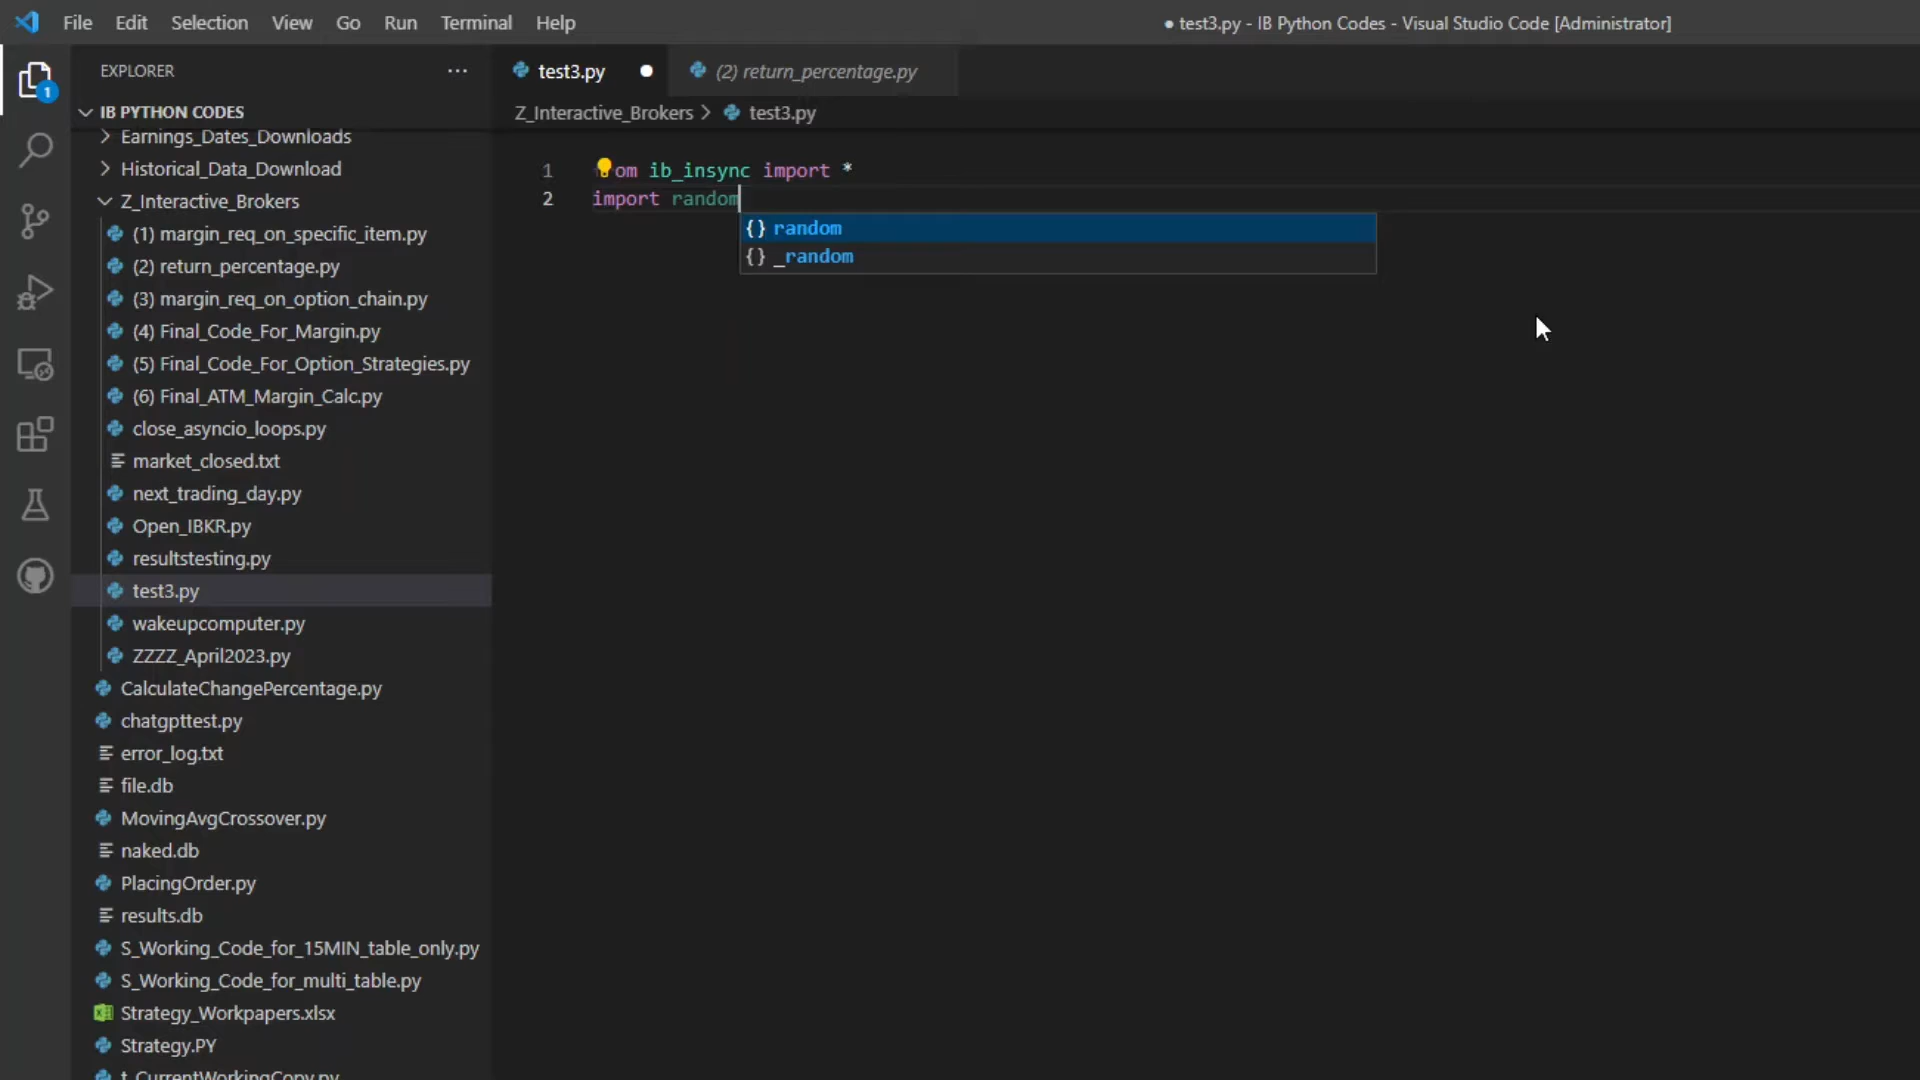 File Edit Selection View Go Run Terminal Help
● test3.py - IB Python Codes - Visual Studio Code [Administrator]
1
EXPLORER ···
IB PYTHON CODES
Earnings_Dates_Downloads
Historical_Data_Download
Z_Interactive_Brokers
(1) margin_req_on_specific_item.py
(2) return_percentage.py
(3) margin_req_on_option_chain.py
(4) Final_Code_For_Margin.py
(5) Final_Code_For_Option_Strategies.py
(6) Final_ATM_Margin_Calc.py
close_asyncio_loops.py
market_closed.txt
next_trading_day.py
Open_IBKR.py
resultstesting.py
test3.py
wakeupcomputer.py
ZZZZ_April2023.py
CalculateChangePercentage.py
chatgpttest.py
error_log.txt
file.db
MovingAvgCrossover.py
naked.db
PlacingOrder.py
results.db
S_Working_Code_for_15MIN_table_only.py
S_Working_Code_for_multi_table.py
Strategy_Workpapers.xlsx
Strategy.PY
t_CurrentWorkingCopy.py
test3.py ● (2) return_percentage.py
Z_Interactive_Brokers > test3.py
1 om ib_insync import *
2 import random
{} random
{} _random